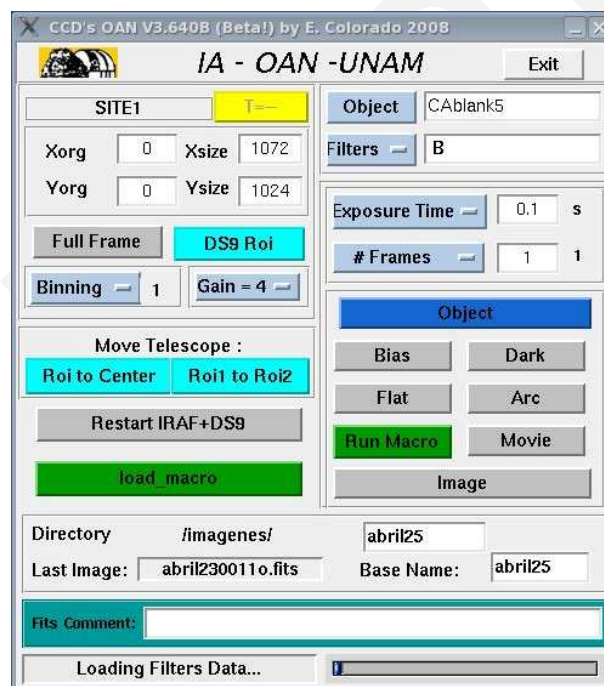 CCD's OAN V3.640B (Beta!) by E. Colorado 2008
IA - OAN -UNAM
Exit
SITE1
T=--
Xorg 0 Xsize 1072
Yorg 0 Ysize 1024
Full Frame
DS9 Roi
Binning 1
Gain = 4
Move Telescope :
Roi to Center
Roi1 to Roi2
Restart IRAF+DS9
load_macro
Object CAblank5
Filters B
Exposure Time 0.1 s
# Frames 1 1
Object
Bias
Dark
Flat
Arc
Run Macro
Movie
Image
Directory /imagenes/ abril25
Last Image: abril230011o.fits Base Name: abril25
Fits Comment:
Loading Filters Data...